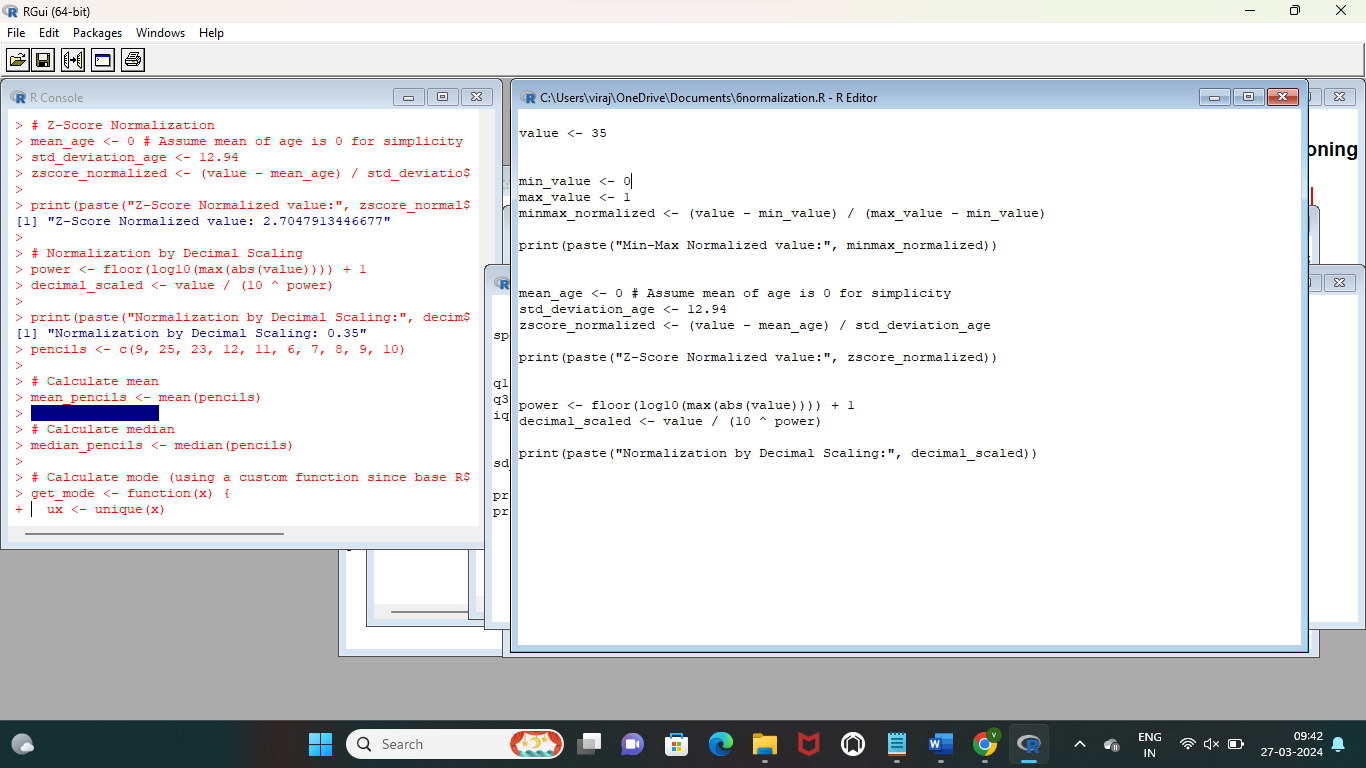 RGui (64-bit)
File Edit Packages Windows Help
R Console
> # Z-Score Normalization
> mean_age <- 0 # Assume mean of age is 0 for simplicity
> std_deviation_age <- 12.94
> zscore_normalized <- (value - mean_age) / std_deviatio$
>
> print(paste("Z-Score Normalized value:", zscore_normal$
[1] "Z-Score Normalized value: 2.7047913446677"
>
> # Normalization by Decimal Scaling
> power <- floor(log10(max(abs(value)))) + 1
> decimal_scaled <- value / (10 ^ power)
>
> print(paste("Normalization by Decimal Scaling:", decim$
[1] "Normalization by Decimal Scaling: 0.35"
> pencils <- c(9, 25, 23, 12, 11, 6, 7, 8, 9, 10)
>
> # Calculate mean
> mean_pencils <- mean(pencils)
>
> # Calculate median
> median_pencils <- median(pencils)
>
> # Calculate mode (using a custom function since base R$
> get_mode <- function(x) {
+   ux <- unique(x)
sp
q1
q3
iq
sd
pr
pr
C:\Users\viraj\OneDrive\Documents\6normalization.R - R Editor
value <- 35
min_value <- 0
max_value <- 1
minmax_normalized <- (value - min_value) / (max_value - min_value)
print(paste("Min-Max Normalized value:", minmax_normalized))
mean_age <- 0 # Assume mean of age is 0 for simplicity
std_deviation_age <- 12.94
zscore_normalized <- (value - mean_age) / std_deviation_age
print(paste("Z-Score Normalized value:", zscore_normalized))
power <- floor(log10(max(abs(value)))) + 1
decimal_scaled <- value / (10 ^ power)
print(paste("Normalization by Decimal Scaling:", decimal_scaled))
oning
Search
ENG
IN
09:42
27-03-2024